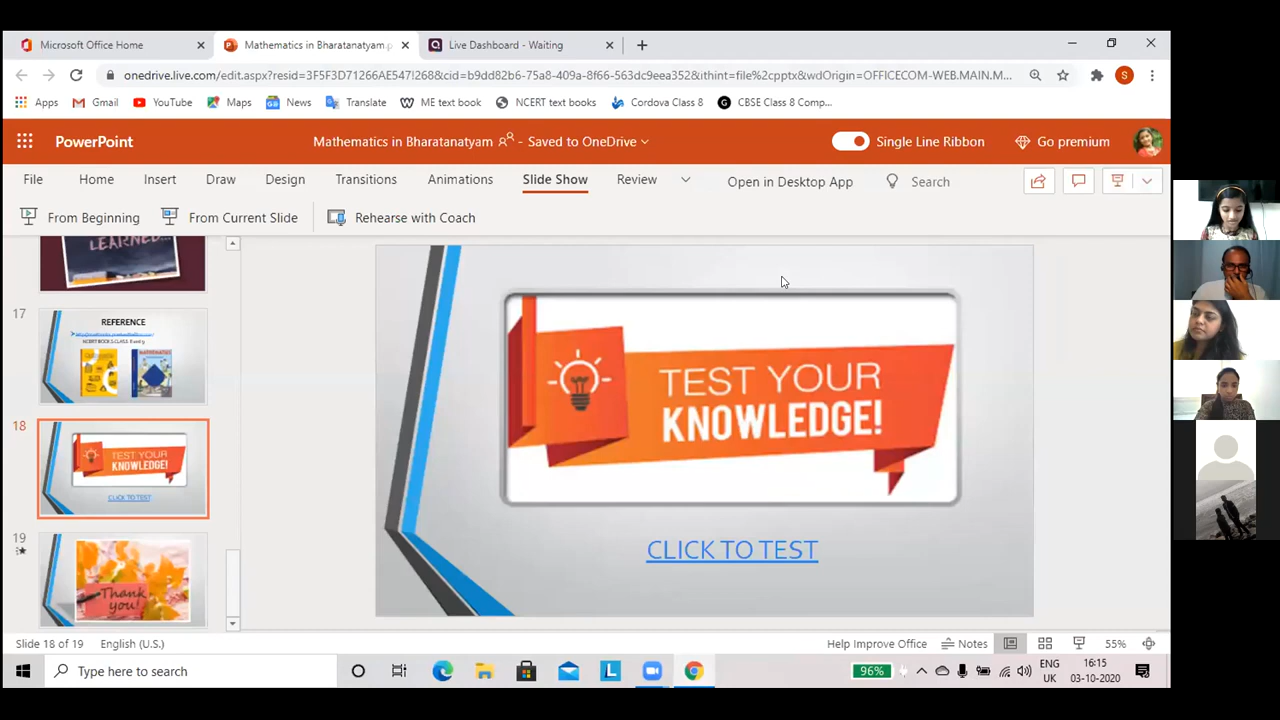 Microsoft Office Home
Mathematics in Bharatanatyam.p
Live Dashboard - Waiting
onedrive.live.com/edit.aspx?resid=3F5F3D71266AE547!268&cid=b9dd82b6-75a8-409a-8f66-563dc9eea352&ithint=file%2cpptx&wdOrigin=OFFICECOM-WEB.MAIN.M...
S
Apps Gmail YouTube Maps News Translate ME text book NCERT text books Cordova Class 8 CBSE Class 8 Comp...
PowerPoint
Mathematics in Bharatanatyam - Saved to OneDrive
Single Line Ribbon
Go premium
File Home Insert Draw Design Transitions Animations Slide Show Review Open in Desktop App Search
From Beginning From Current Slide Rehearse with Coach
LEARNED...
17
REFERENCE
18
TEST YOUR
KNOWLEDGE!
CLICK TO TEST
19
Thank
you!
TEST YOUR
KNOWLEDGE!
CLICK TO TEST
Slide 18 of 19 English (U.S.) Help Improve Office Notes 55%
Type here to search
L
96%
ENG
UK
16:15
03-10-2020